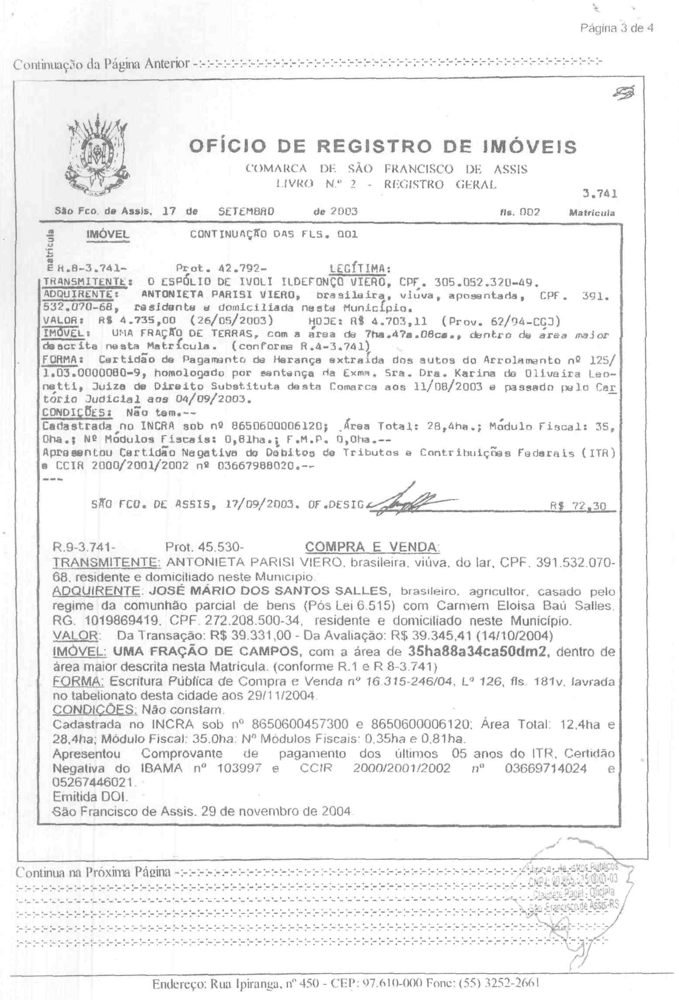 Página 3 de 4
Continuação da Página Anterior -:-:-:-:-:-:-:-:-:-:-:-:-:-:-:-:-:-:-:-:-:-:-:-:-:-:-:-:-:-:-:-:-:-:-:-:-:-:-:-:-:-:-:-:-:-:-:-:-:-
OFÍCIO DE REGISTRO DE IMÓVEIS
COMARCA DE SÃO FRANCISCO DE ASSIS
LIVRO N.º 2 - REGISTRO GERAL
3.741
São Fco. de Assis, 17 de SETEMBRO de 2003 fls. 002 Matrícula
matrícula
IMÓVEL CONTINUAÇÃO DAS FLS. 001
R.8-3.741- Prot. 42.792- LEGÍTIMA:
TRANSMITENTE: O ESPÓLIO DE IVOLI ILDEFONÇO VIERO, CPF. 305.052.320-49.
ADQUIRENTE: ANTONIETA PARISI VIERO, brasileira, viúva, aposentada, CPF. 391.
532.070-68, residente e domiciliada neste Município.
VALOR: R$ 4.735,00 (26/05/2003) HOJE: R$ 4.703,11 (Prov. 62/94-CGJ)
IMÓVEL: UMA FRAÇÃO DE TERRAS, com a área de 7ha.47a.08ca., dentro de área maior
descrita nesta Matrícula. (conforme R.4-3.741)
FORMA: Certidão de Pagamento de Herança extraída dos autos do Arrolamento nº 125/
1.03.0000080-9, homologado por sentença da Exma. Sra. Dra. Karina de Oliveira Leo-
netti, Juiza de Direito Substituta desta Comarca aos 11/08/2003 e passado pelo Car
tório Judicial aos 04/09/2003.
CONDIÇÕES: Não tem.--
Cadastrada no INCRA sob nº 8650600006120; Área Total: 28,4ha.; Módulo Fiscal: 35,
0ha.; Nº Módulos Fiscais: 0,81ha.; F.M.P. 0,0ha.--
Apresentou Certidão Negativa de Débitos de Tributos e Contribuições Federais (ITR)
e CCIR 2000/2001/2002 nº 03667988020.--
---
SÃO FCO. DE ASSIS, 17/09/2003. OF.DESIG. R$ 72,30
R.9-3.741- Prot. 45.530- COMPRA E VENDA:
TRANSMITENTE: ANTONIETA PARISI VIERO, brasileira, viúva, do lar, CPF. 391.532.070-
68, residente e domiciliado neste Município.
ADQUIRENTE: JOSÉ MÁRIO DOS SANTOS SALLES, brasileiro, agricultor, casado pelo
regime da comunhão parcial de bens (Pós Lei 6.515) com Carmem Eloisa Baú Salles,
RG. 1019869419, CPF. 272.208.500-34, residente e domiciliado neste Município.
VALOR: Da Transação: R$ 39.331,00 - Da Avaliação: R$ 39.345,41 (14/10/2004)
IMÓVEL: UMA FRAÇÃO DE CAMPOS, com a área de 35ha88a34ca50dm2, dentro de
área maior descrita nesta Matrícula. (conforme R.1 e R 8-3.741)
FORMA: Escritura Pública de Compra e Venda nº 16.315-246/04, Lº 126, fls. 181v, lavrada
no tabelionato desta cidade aos 29/11/2004.
CONDIÇÕES: Não constam.
Cadastrada no INCRA sob nº 8650600457300 e 8650600006120; Área Total: 12,4ha e
28,4ha; Módulo Fiscal: 35.0ha; Nº Módulos Fiscais: 0,35ha e 0,81ha.
Apresentou Comprovante de pagamento dos últimos 05 anos do ITR, Certidão
Negativa do IBAMA nº 103997 e CCIR 2000/2001/2002 nº 03669714024 e
05267446021.
Emitida DOI.
São Francisco de Assis, 29 de novembro de 2004.
Continua na Próxima Página -:-:-:-:-:-:-:-:-:-:-:-:-:-:-:-:-:-:-:-:-:-:-:-:-:-:-:-:-:-:-:-:-:-:-:-:-:-:-:-
Públicos
Claudete Pagel - Oficiala
São Francisco de Assis-RS
Endereço: Rua Ipiranga, nº 450 - CEP: 97.610-000 Fone: (55) 3252-2661